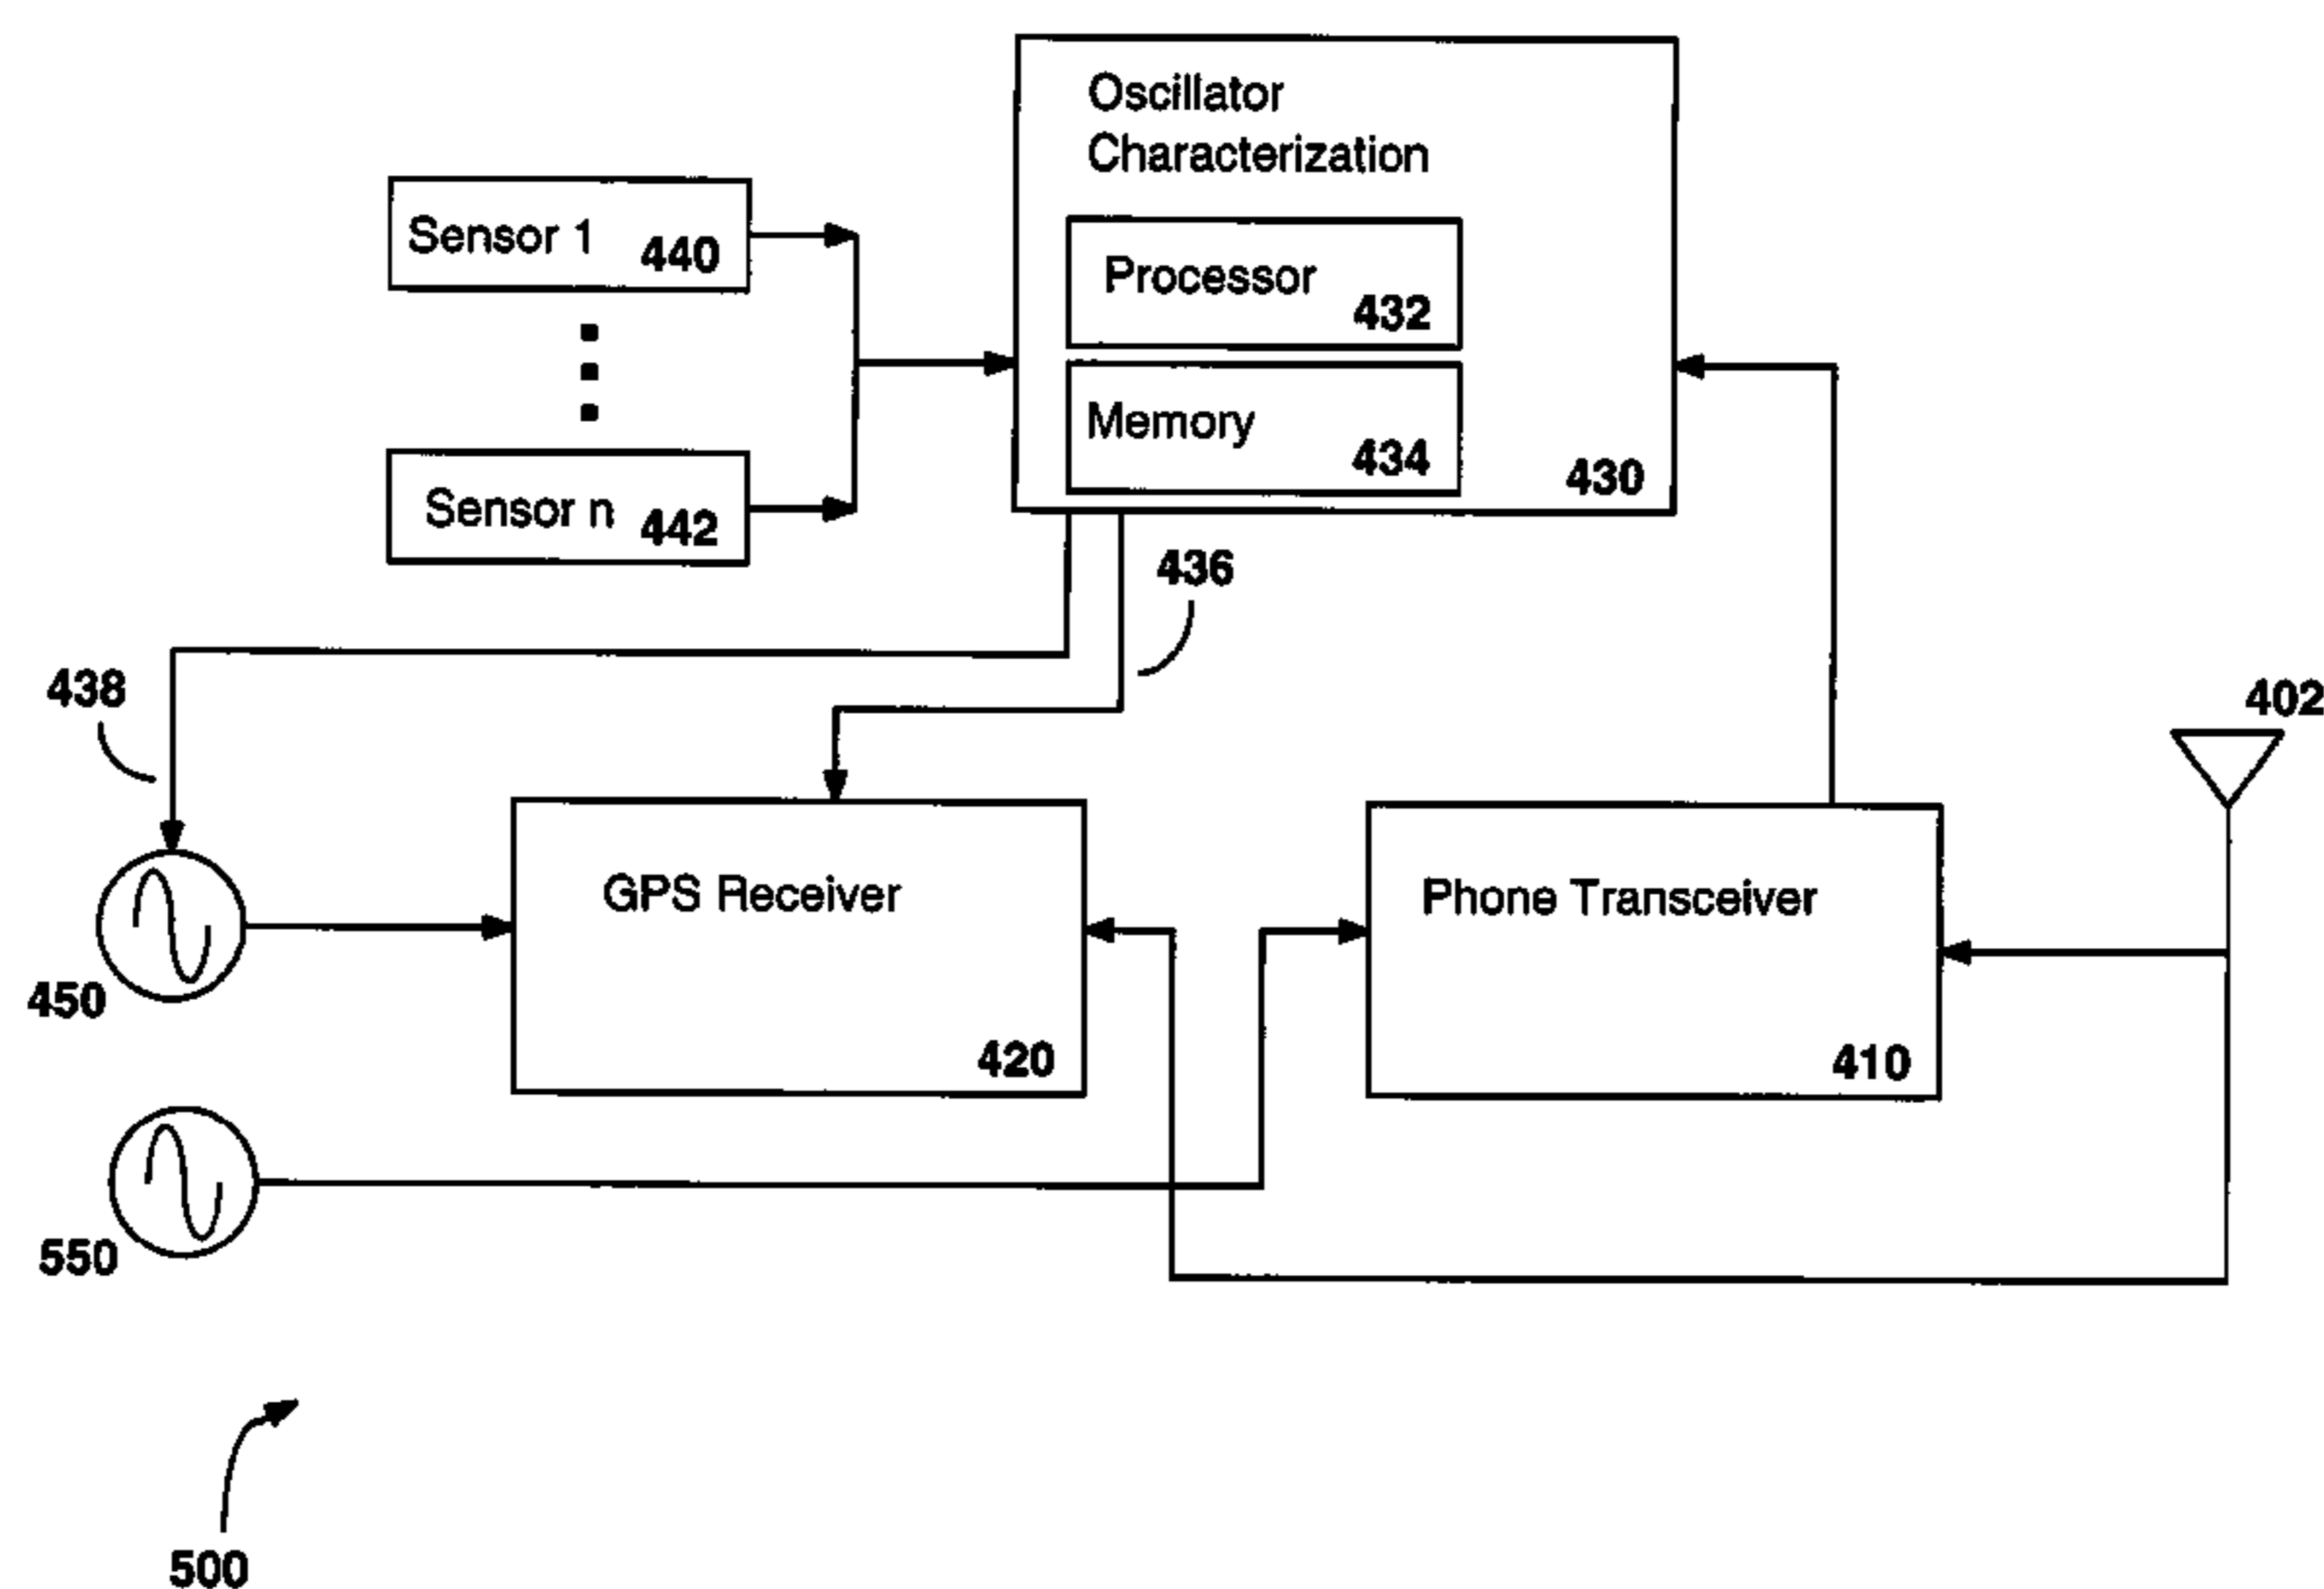 Oscillator
Characterization
Sensor 1
440
Processor
432
Memory
434
430
Sensor n
442
436
438
402
GPS Receiver
Phone Transceiver
450
420
410
550
500